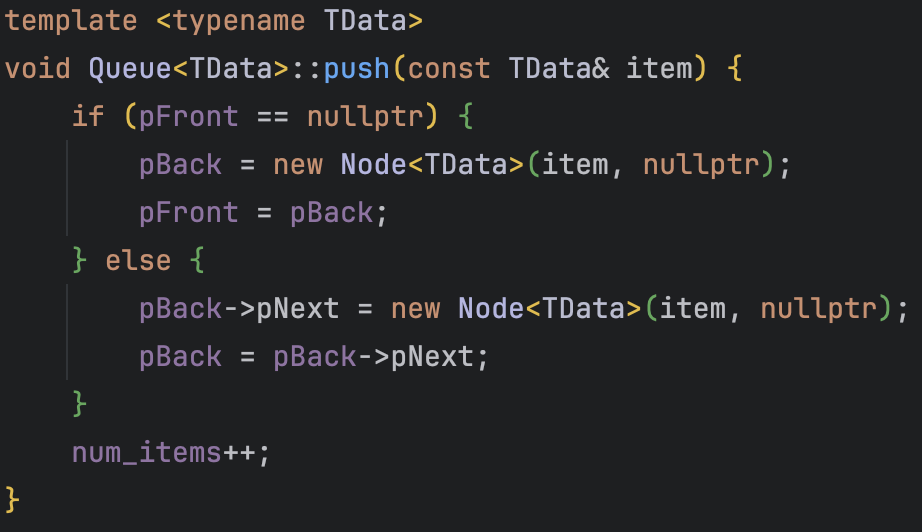 template <typename TData>
void Queue<TData>::push(const TData& item) {
    if (pFront == nullptr) {
        pBack = new Node<TData>(item, nullptr);
        pFront = pBack;
    } else {
        pBack->pNext = new Node<TData>(item, nullptr);
        pBack = pBack->pNext;
    }
    num_items++;
}